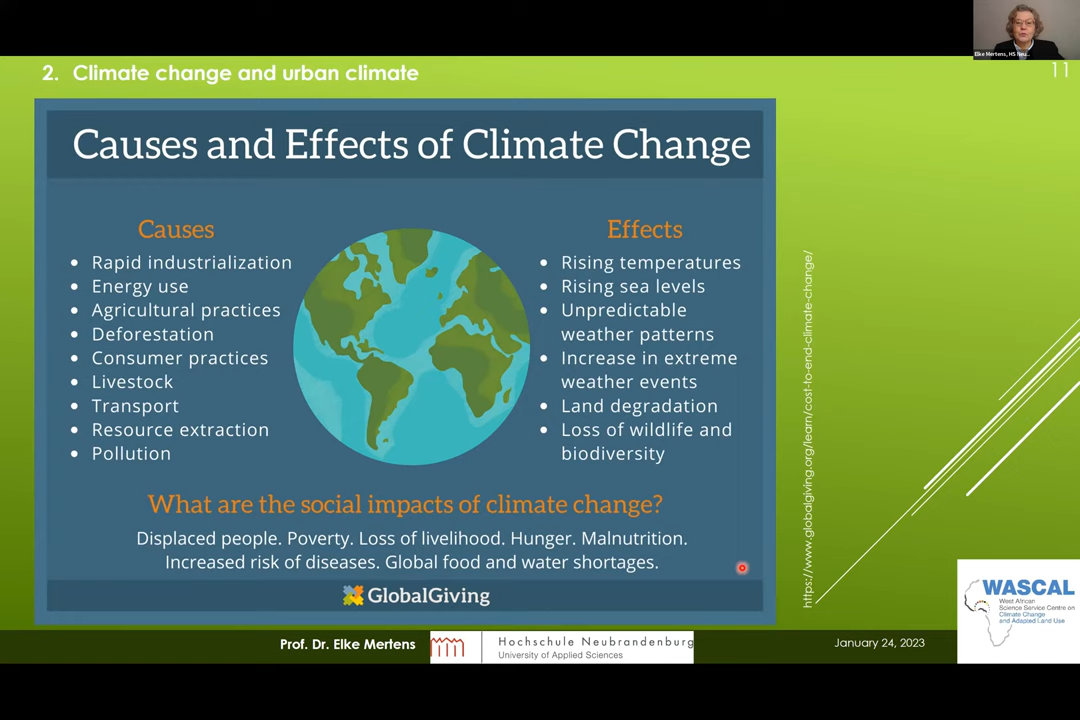 Elke Mertens, HS Neu...
2. Climate change and urban climate
11
Causes and Effects of Climate Change
Causes
• Rapid industrialization
• Energy use
• Agricultural practices
• Deforestation
• Consumer practices
• Livestock
• Transport
• Resource extraction
• Pollution
Effects
• Rising temperatures
• Rising sea levels
• Unpredictable
weather patterns
• Increase in extreme
weather events
• Land degradation
• Loss of wildlife and
biodiversity
What are the social impacts of climate change?
Displaced people. Poverty. Loss of livelihood. Hunger. Malnutrition.
Increased risk of diseases. Global food and water shortages.
GlobalGiving
https://www.globalgiving.org/learn/cost-to-end-climate-change/
WASCAL
West African
Science Service Centre on
Climate Change
and Adapted Land Use
Prof. Dr. Elke Mertens
Hochschule Neubrandenburg
University of Applied Sciences
January 24, 2023